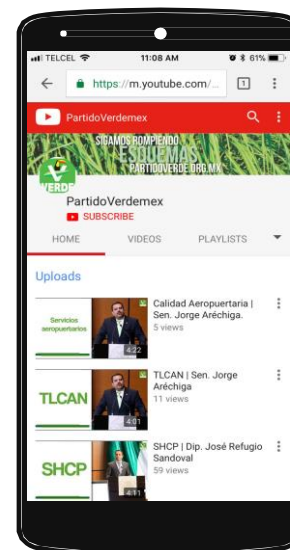 TELCEL 11:08 AM 61%
https://m.youtube.com/... 1
PartidoVerdemex
SIGAMOS ROMPIENDO
ESQUEMAS
PARTIDOVERDE.ORG.MX
VERDE
PartidoVerdemex
SUBSCRIBE
HOME VIDEOS PLAYLISTS
Uploads
Servicios
aeropuertarios
4:22
Calidad Aeropuertaria |
Sen. Jorge Aréchiga.
5 views
TLCAN
4:01
TLCAN | Sen. Jorge
Aréchiga
11 views
SHCP
4:11
SHCP | Dip. José Refugio
Sandoval
59 views